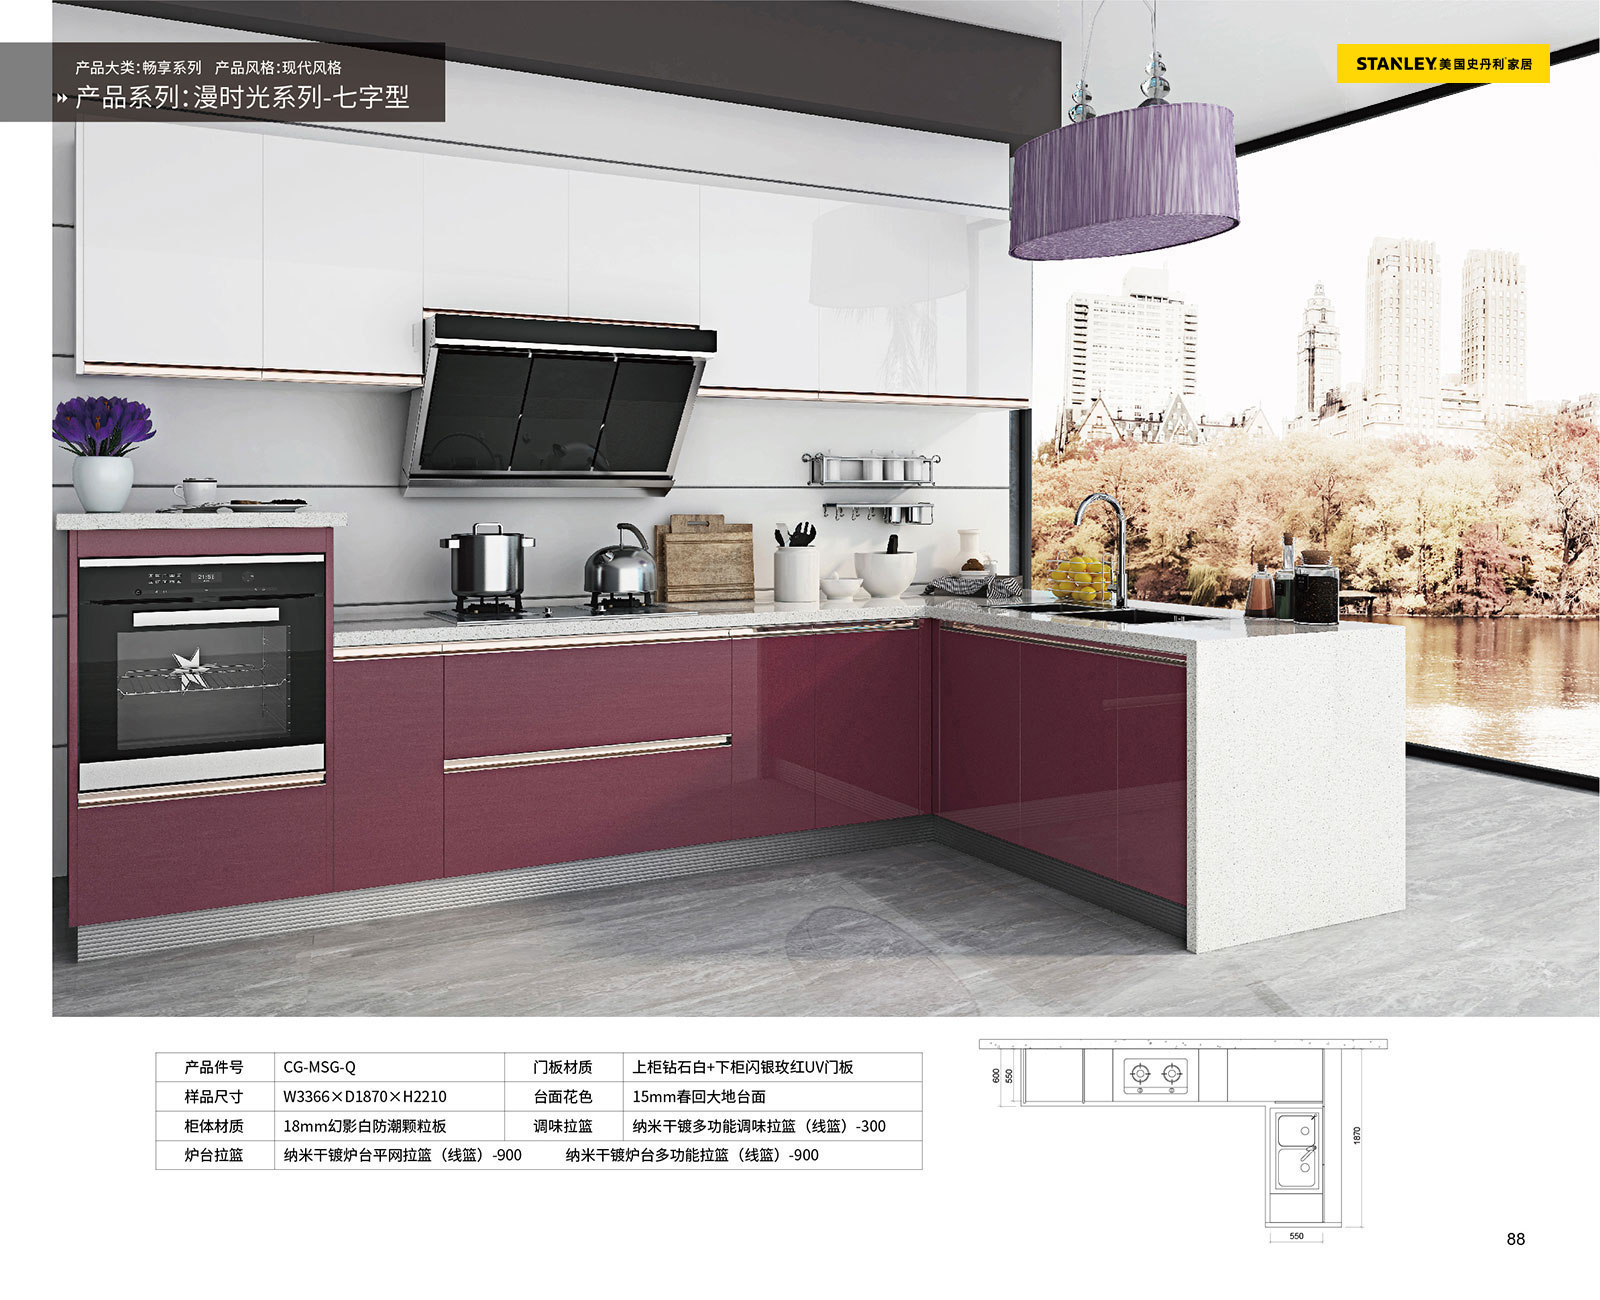 产品大类：畅享系列 产品风格：现代风格
产品系列：漫时光系列-七字型
STANLEY 美国史丹利家居
21:81
产品件号 CG-MSG-Q 门板材质 上柜钻石白+下柜闪银玫红UV门板
样品尺寸 W3366×D1870×H2210 台面花色 15mm春回大地台面
柜体材质 18mm幻影白防潮颗粒板 调味拉篮 纳米干镀多功能调味拉篮（线篮）-300
炉台拉篮 纳米干镀炉台平网拉篮（线篮）-900 纳米干镀炉台多功能拉篮（线篮）-900
600
550
1870
550
88